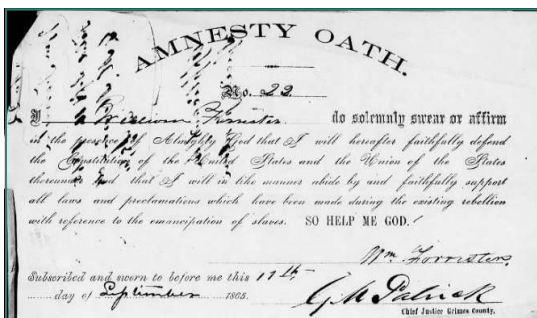 AMNESTY OATH.
No. 22
I William Forrister do solemnly swear or affirm
in the presence of Almighty God that I will hereafter faithfully defend
the Constitution of the United States and the Union of the States
thereunder and that I will in like manner abide by and faithfully support
all laws and proclamations which have been made during the existing rebellion
with reference to the emancipation of slaves. SO HELP ME GOD.
Wm. Forristers
Subscribed and sworn to before me this 11th
day of September 1865.
G M Patrick
Chief Justice Grimes County.